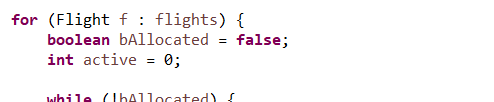 for (Flight f : flights) {
    boolean bAllocated = false;
    int active = 0;
    while (!bAllocated) {